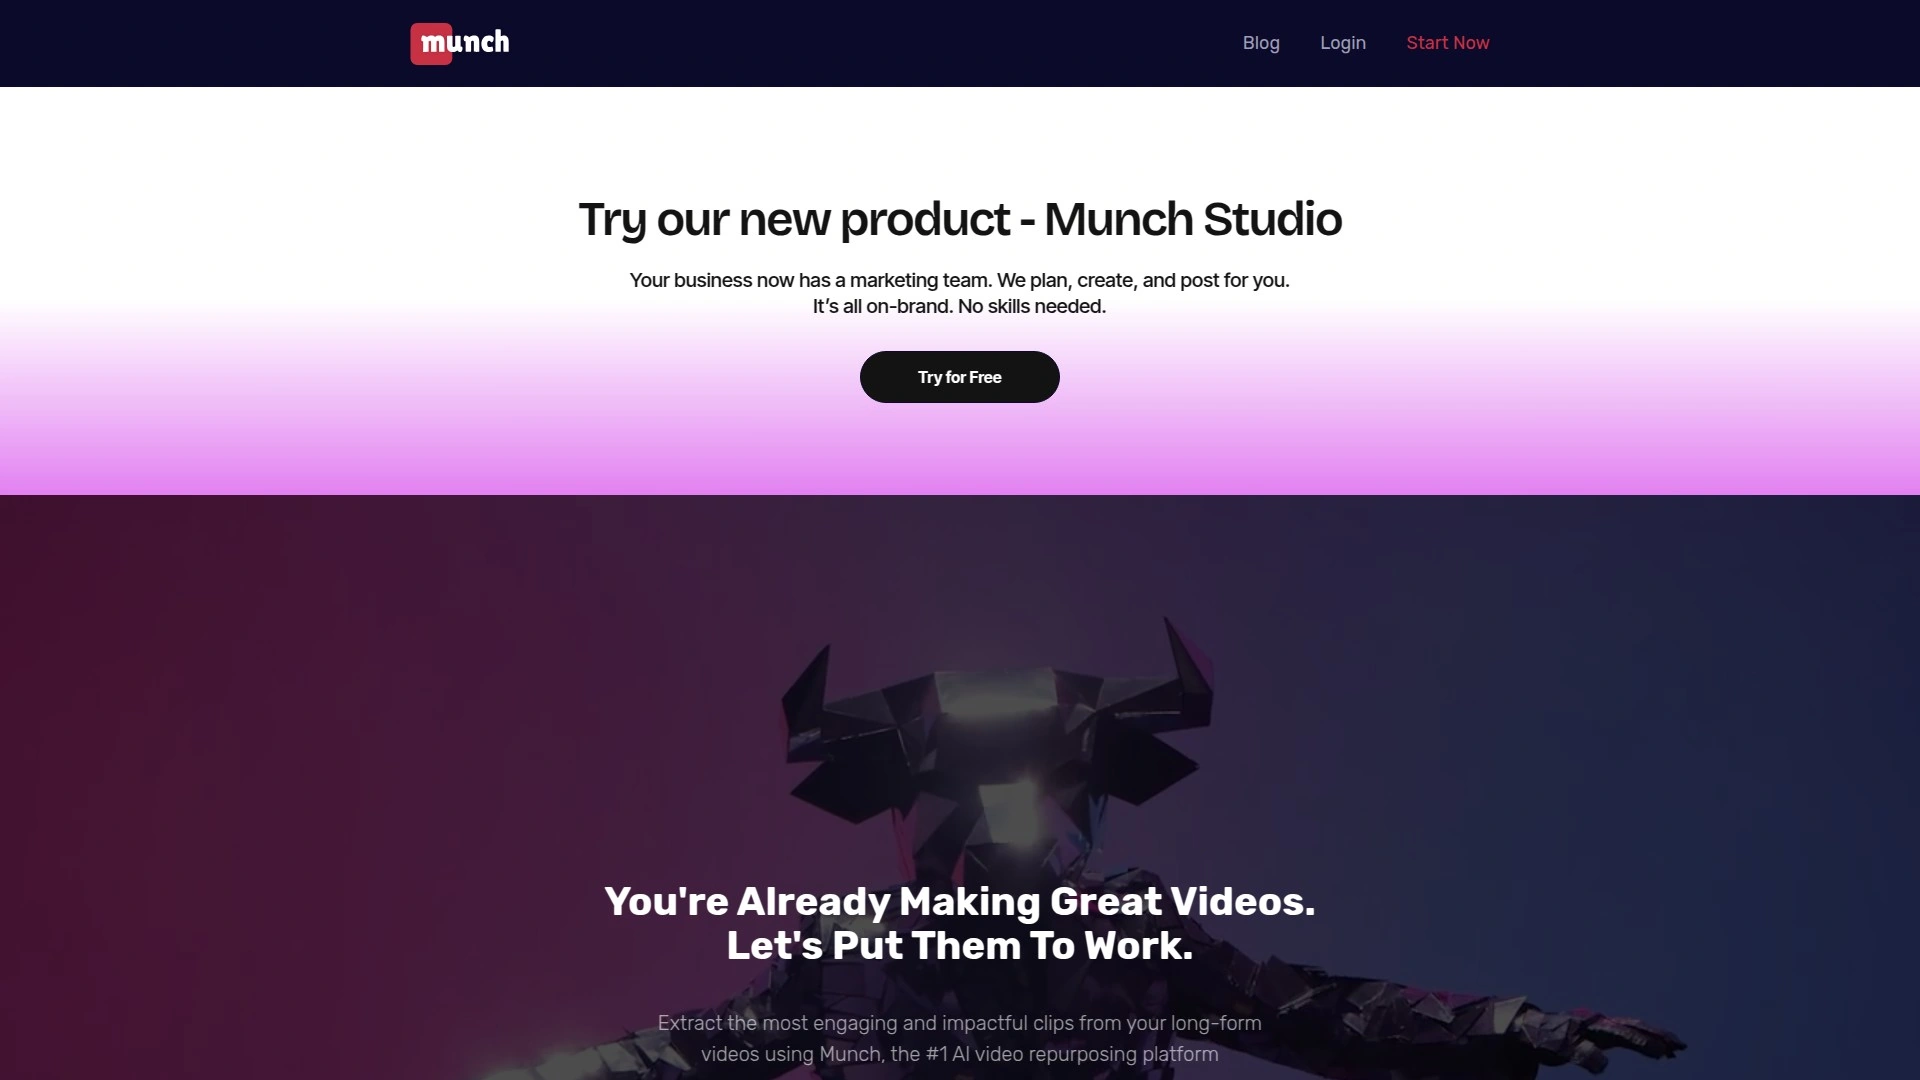 munch
Blog
Login
Start Now
Try our new product - Munch Studio
Your business now has a marketing team. We plan, create, and post for you.
It’s all on-brand. No skills needed.
Try for Free
You're Already Making Great Videos.
Let's Put Them To Work.
Extract the most engaging and impactful clips from your long-form
videos using Munch, the #1 AI video repurposing platform